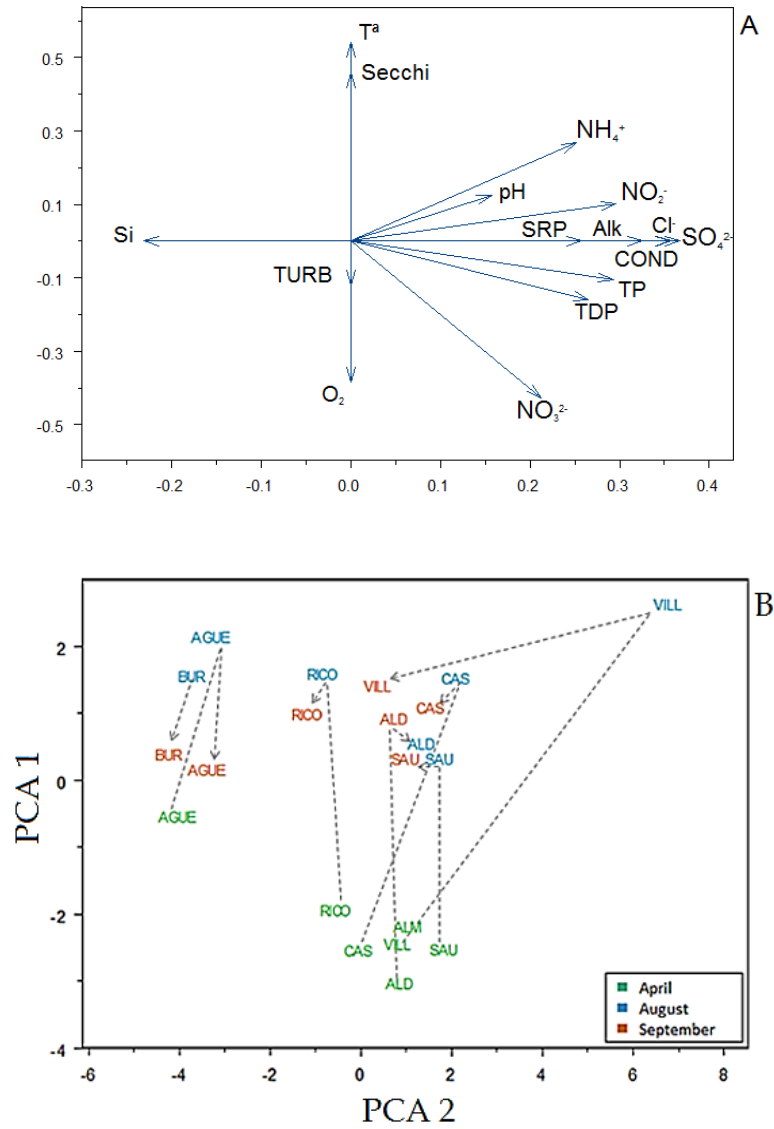 A
Tª
0.5
Secchi
0.3
NH₄⁺
pH
NO₂⁻
0.1
Si
SRP Alk Cl⁻ SO₄²⁻
COND
TURB
TP
-0.1
TDP
-0.3
O₂
NO₃²⁻
-0.5
-0.3 -0.2 -0.1 0.0 0.1 0.2 0.3 0.4
B
VILL
2
AGUE
BUR RICO VILL CAS
RICO CAS
ALD
BUR ALD
AGUE SAU SAU
0
AGUE
PCA 1
RICO
-2
ALM
CAS VILL SAU
ALD
April
August
September
-4
-6 -4 -2 0 2 4 6 8
PCA 2